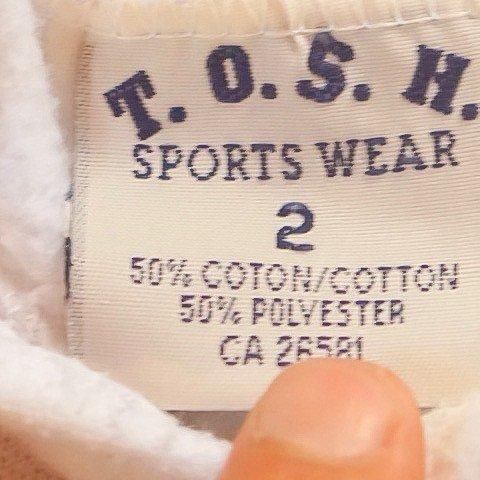 T.O.S.H.
SPORTS WEAR
2
50% COTON/COTTON
50% POLYESTER
CA 26581